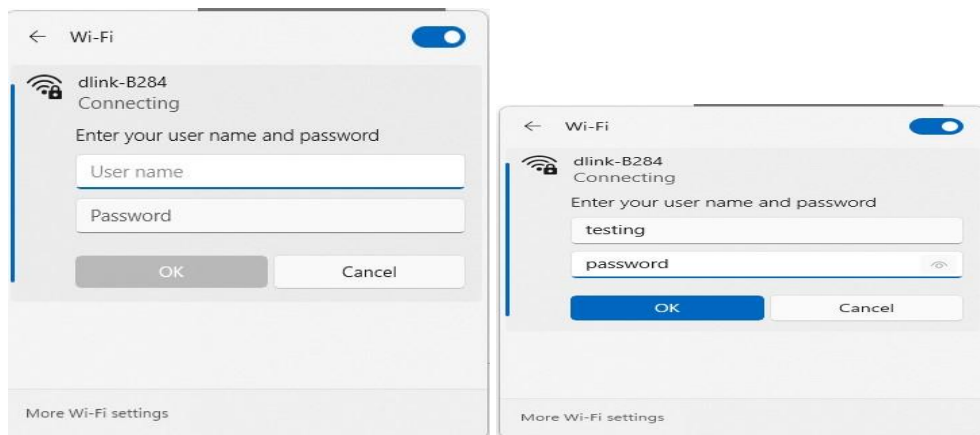 Wi-Fi
dlink-B284
Connecting
Enter your user name and password
User name
Password
OK Cancel
More Wi-Fi settings
Wi-Fi
dlink-B284
Connecting
Enter your user name and password
testing
password
OK Cancel
More Wi-Fi settings